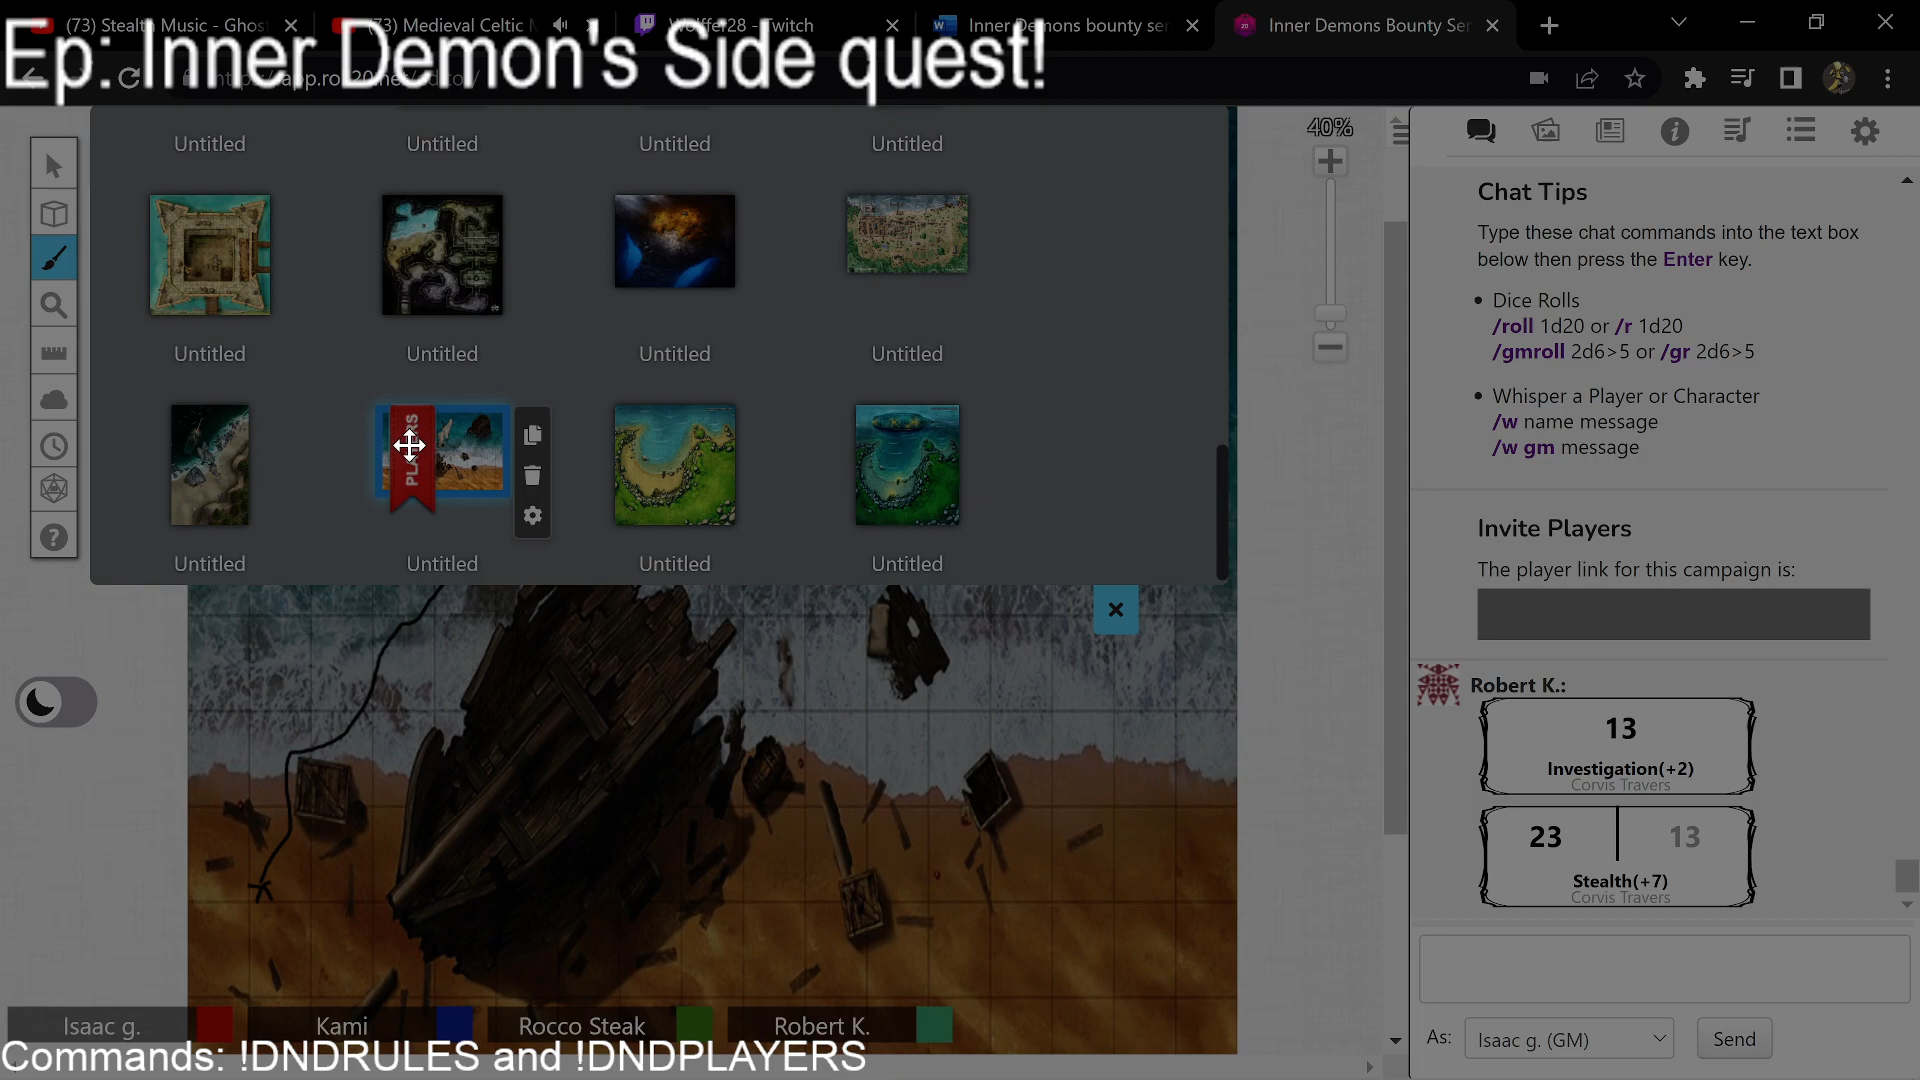 (73) Stealth Music - Ghos
(73) Medieval Celtic M
Wolffer28 - Twitch
Inner Demons bounty ser
Inner Demons Bounty Ser
Ep: Inner Demon's Side quest!
Untitled
Untitled
Untitled
Untitled
40%
Untitled
Untitled
Untitled
Untitled
PLAYERS
Untitled
Untitled
Untitled
Untitled
Chat Tips
Type these chat commands into the text box
below then press the Enter key.
Dice Rolls
/roll 1d20 or /r 1d20
/gmroll 2d6>5 or /gr 2d6>5
Whisper a Player or Character
/w name message
/w gm message
Invite Players
The player link for this campaign is:
Robert K.:
13
Investigation(+2)
Corvis Travers
23
13
Stealth(+7)
Corvis Travers
As:
Isaac g. (GM)
Send
Isaac g.
Kami
Rocco Steak
Robert K.
Commands: !DNDRULES and !DNDPLAYERS